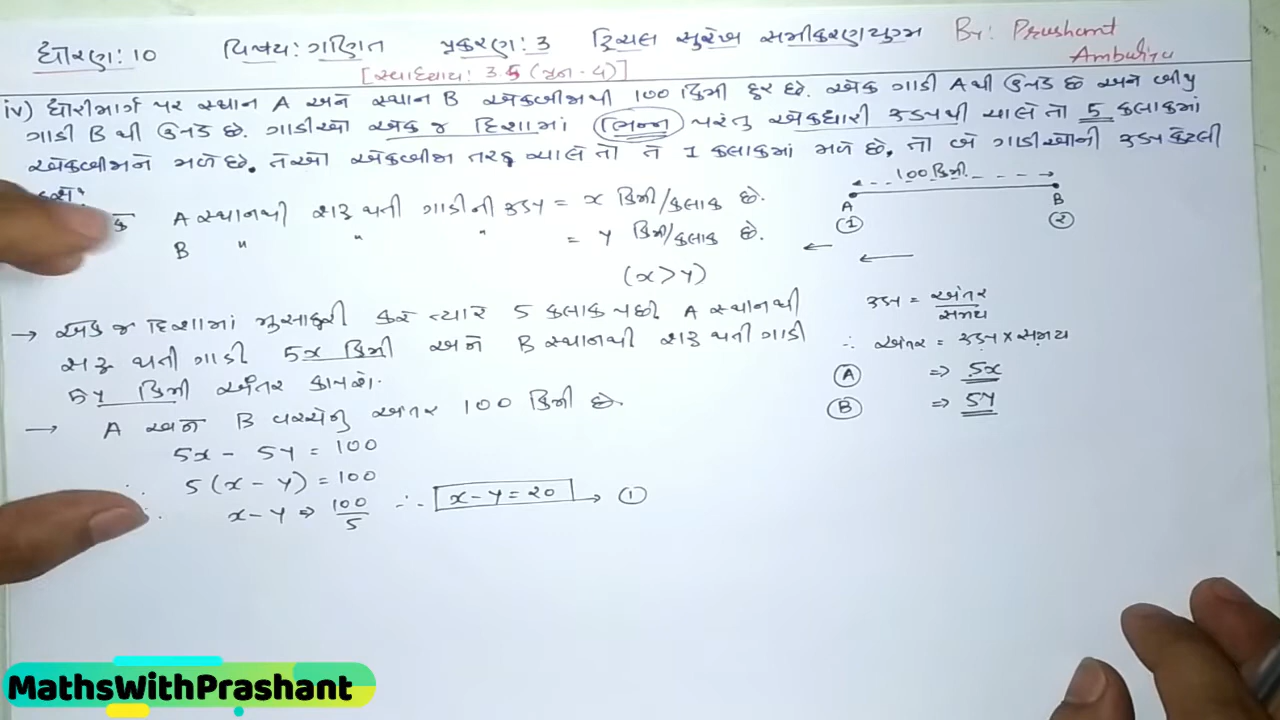 ધોરણ: 10 વિષય: ગણિત પ્રકરણ: 3 દ્વિચલ સુરેખ સમીકરણયુગ્મ By: Prashant Ambaliya
[સ્વાધ્યાય: 3.5 (પ્રશ્ન - 4)]
iv) ધોરીમાર્ગ પર સ્થાન A અને સ્થાન B એકબીજાથી 100 કિમી દૂર છે. એક ગાડી A થી ઉપડે છે અને બીજી
ગાડી B થી ઉપડે છે. ગાડીઓ એક જ દિશામાં ભિન્ન પરંતુ એકધારી ઝડપથી ચાલે તો 5 કલાકમાં
એકબીજાને મળે છે. તેઓ એકબીજા તરફ ચાલે તો તે 1 કલાકમાં મળે છે, તો બે ગાડીઓની ઝડપ કેટલી
હશે?
A સ્થાનથી શરૂ થતી ગાડીની ઝડપ = x કિમી/કલાક છે.
B " " " = y કિમી/કલાક છે.
(x > y)
100 કિમી
A B
1 2
→ એક જ દિશામાં મુસાફરી કરે ત્યારે 5 કલાક પછી A સ્થાનથી
શરૂ થતી ગાડી 5x કિમી અને B સ્થાનથી શરૂ થતી ગાડી
5y કિમી અંતર કાપશે.
→ A અને B વચ્ચેનું અંતર 100 કિમી છે.
5x - 5y = 100
∴ 5(x - y) = 100
∴ x - y ⇒ 100/5 ∴ x - y = 20 → 1
ઝડપ = અંતર/સમય
∴ અંતર = ઝડપ × સમય
A ⇒ 5x
B ⇒ 5y
MathsWithPrashant